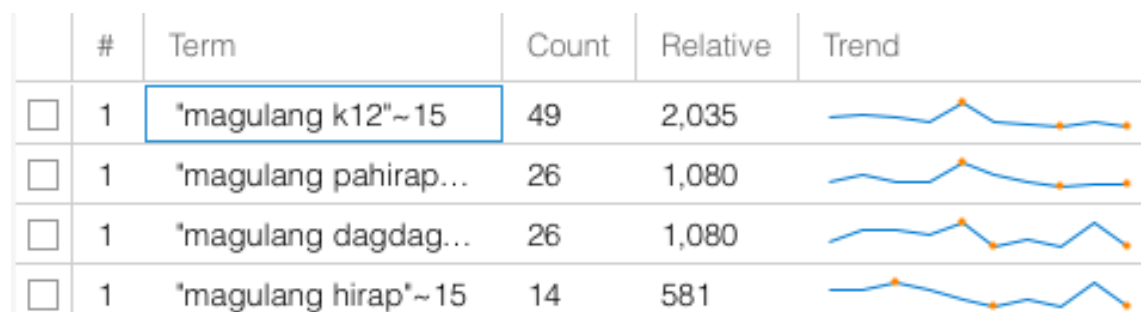 # Term Count Relative Trend
1 "magulang k12"~15 49 2,035
1 "magulang pahirap... 26 1,080
1 "magulang dagdag... 26 1,080
1 "magulang hirap"~15 14 581